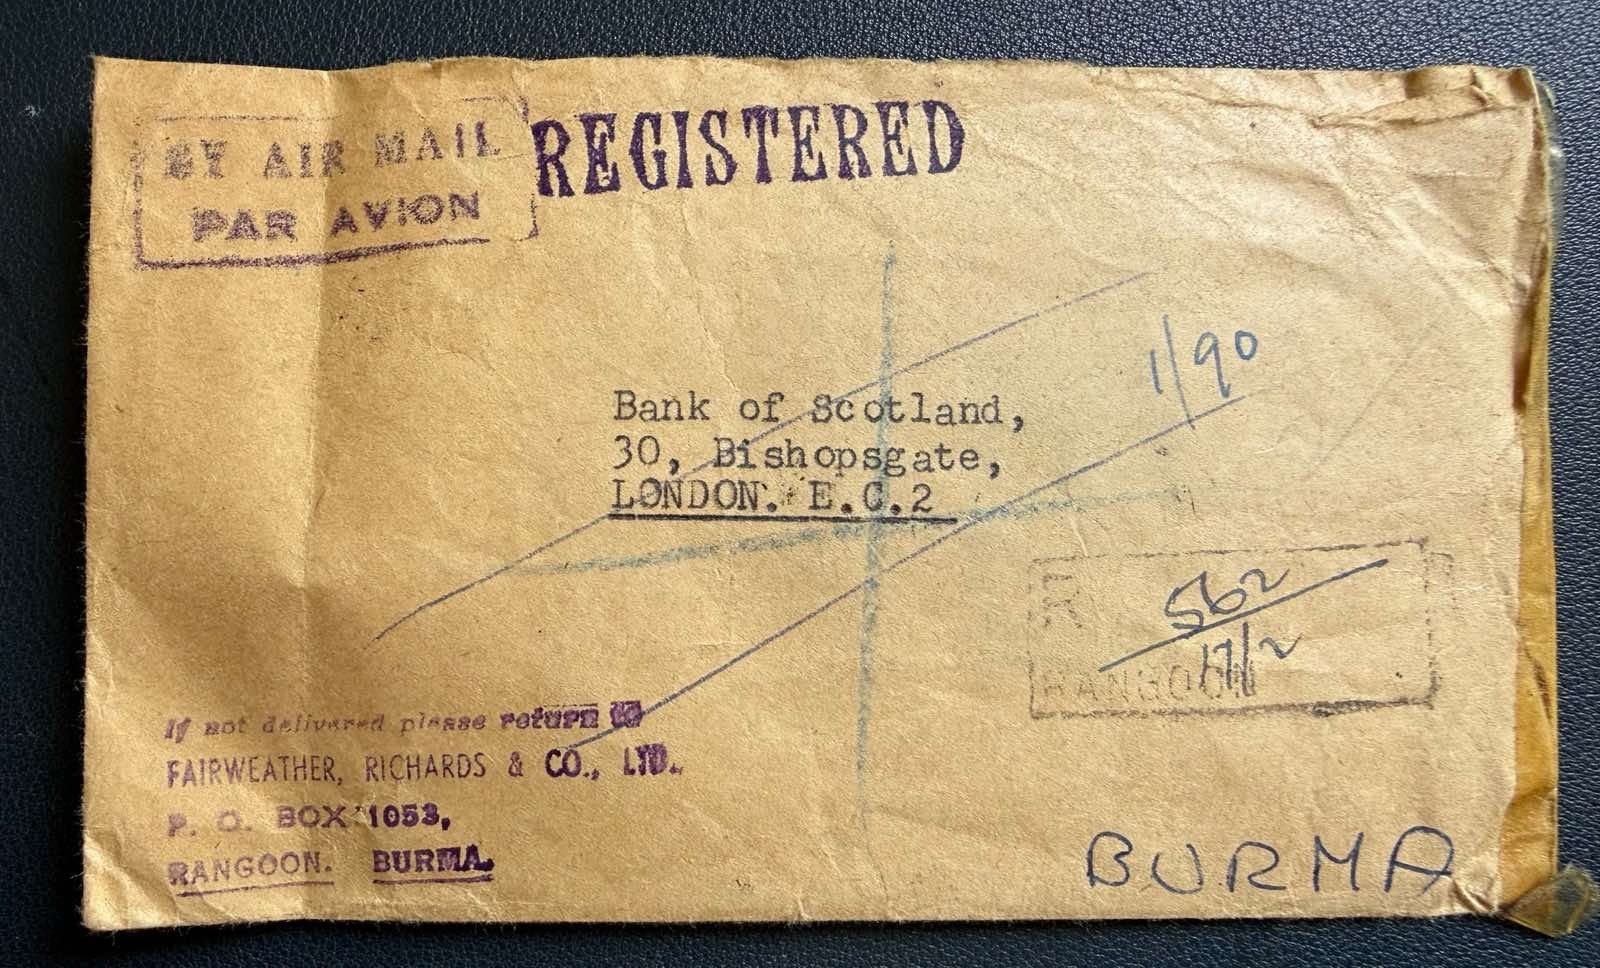 BY AIR MAIL
PAR AVION
REGISTERED
1/90
Bank of Scotland,
30, Bishopsgate,
LONDON. E.C.2
R
562
17/2
RANGOON
If not delivered please return to
FAIRWEATHER, RICHARDS & CO., LTD.
P. O. BOX 1053,
RANGOON. BURMA.
BURMA